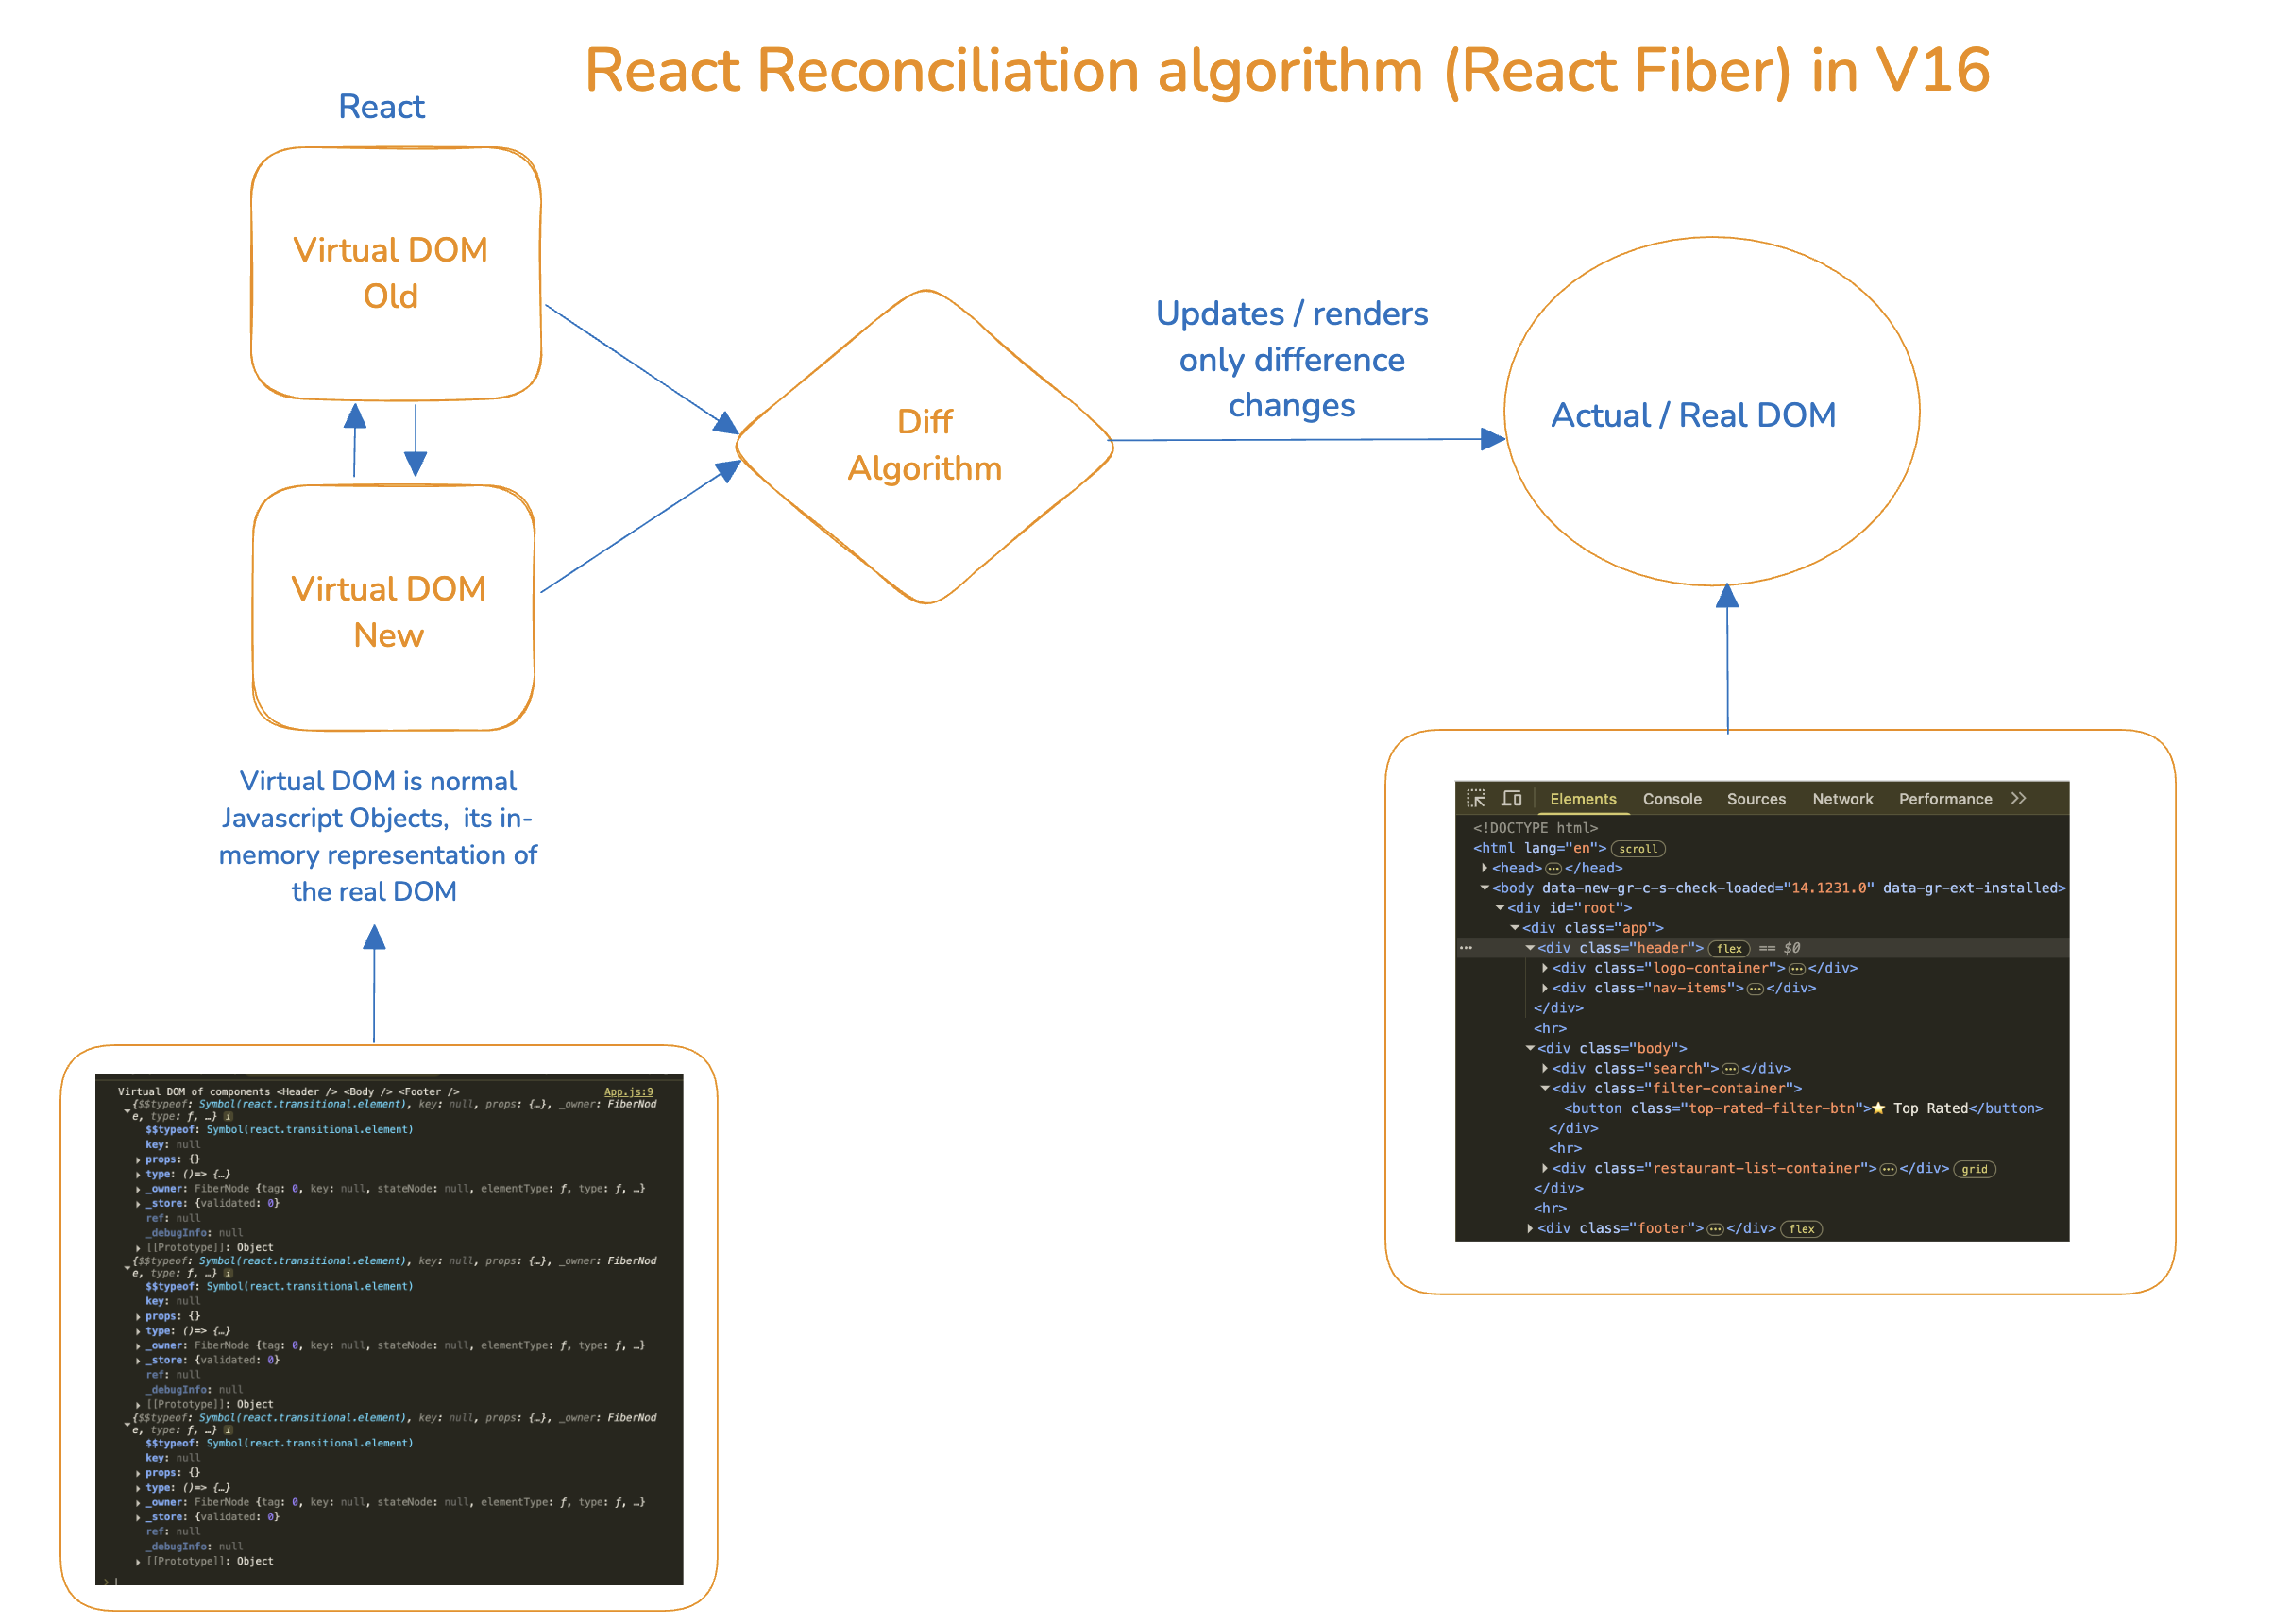 React Reconciliation algorithm (React Fiber) in V16
React
Virtual DOM
Old
Virtual DOM
New
Diff
Algorithm
Updates / renders
only difference
changes
Actual / Real DOM
Virtual DOM is normal
Javascript Objects,  its in-
memory representation of
the real DOM
Virtual DOM of components <Header /> <Body /> <Footer /> App.js:9
{$$typeof: Symbol(react.transitional.element), key: null, props: {…}, _owner: FiberNod
e, type: ƒ, …} i
$$typeof: Symbol(react.transitional.element)
key: null
props: {}
type: ()=> {…}
_owner: FiberNode {tag: 0, key: null, stateNode: null, elementType: ƒ, type: ƒ, …}
_store: {validated: 0}
ref: null
_debugInfo: null
[[Prototype]]: Object
{$$typeof: Symbol(react.transitional.element), key: null, props: {…}, _owner: FiberNod
e, type: ƒ, …} i
$$typeof: Symbol(react.transitional.element)
key: null
props: {}
type: ()=> {…}
_owner: FiberNode {tag: 0, key: null, stateNode: null, elementType: ƒ, type: ƒ, …}
_store: {validated: 0}
ref: null
_debugInfo: null
[[Prototype]]: Object
{$$typeof: Symbol(react.transitional.element), key: null, props: {…}, _owner: FiberNod
e, type: ƒ, …} i
$$typeof: Symbol(react.transitional.element)
key: null
props: {}
type: ()=> {…}
_owner: FiberNode {tag: 0, key: null, stateNode: null, elementType: ƒ, type: ƒ, …}
_store: {validated: 0}
ref: null
_debugInfo: null
[[Prototype]]: Object
Elements Console Sources Network Performance
<!DOCTYPE html>
<html lang="en"> scroll
<head>…</head>
<body data-new-gr-c-s-check-loaded="14.1231.0" data-gr-ext-installed>
<div id="root">
<div class="app">
<div class="header"> flex == $0
<div class="logo-container">…</div>
<div class="nav-items">…</div>
</div>
<hr>
<div class="body">
<div class="search">…</div>
<div class="filter-container">
<button class="top-rated-filter-btn">⭐ Top Rated</button>
</div>
<hr>
<div class="restaurant-list-container">…</div> grid
</div>
<hr>
<div class="footer">…</div> flex